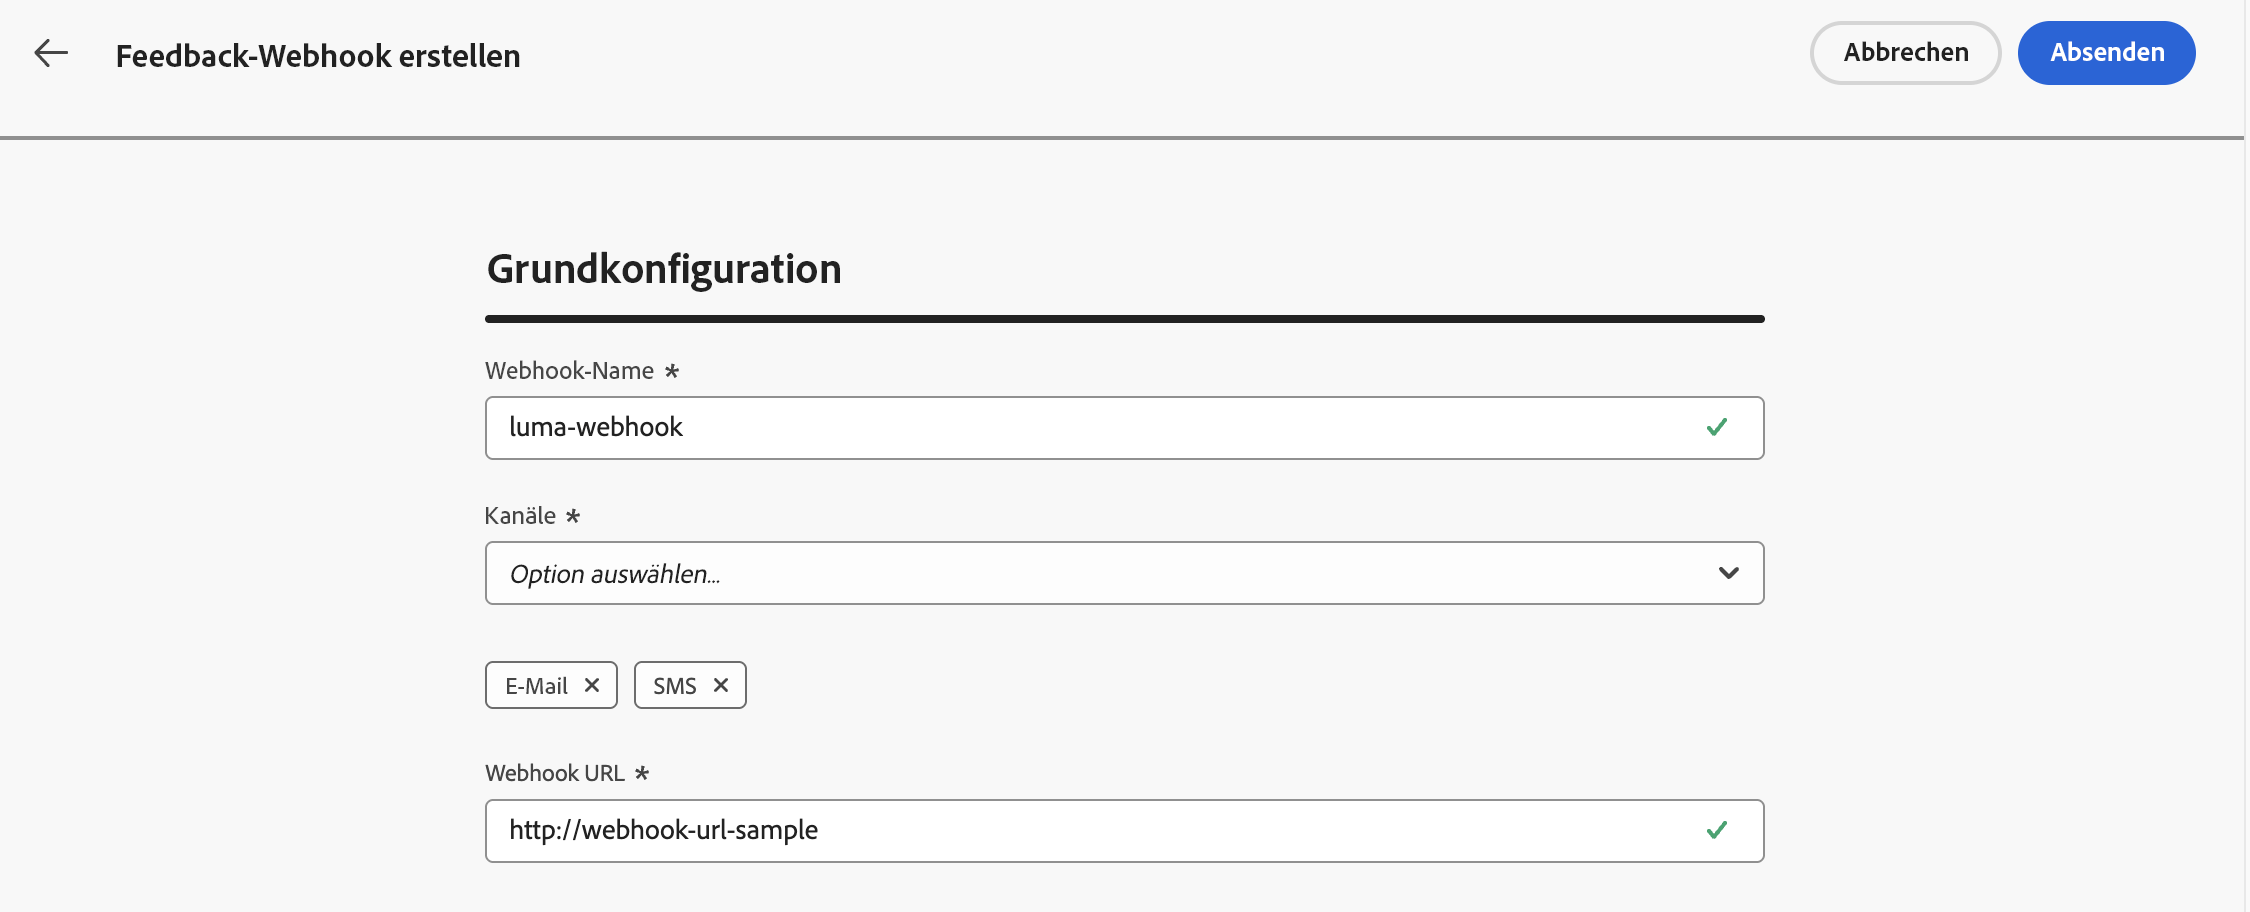 Feedback-Webhook erstellen
Abbrechen
Absenden
Grundkonfiguration
Webhook-Name *
luma-webhook
Kanäle *
Option auswählen...
E-Mail
SMS
Webhook URL *
http://webhook-url-sample